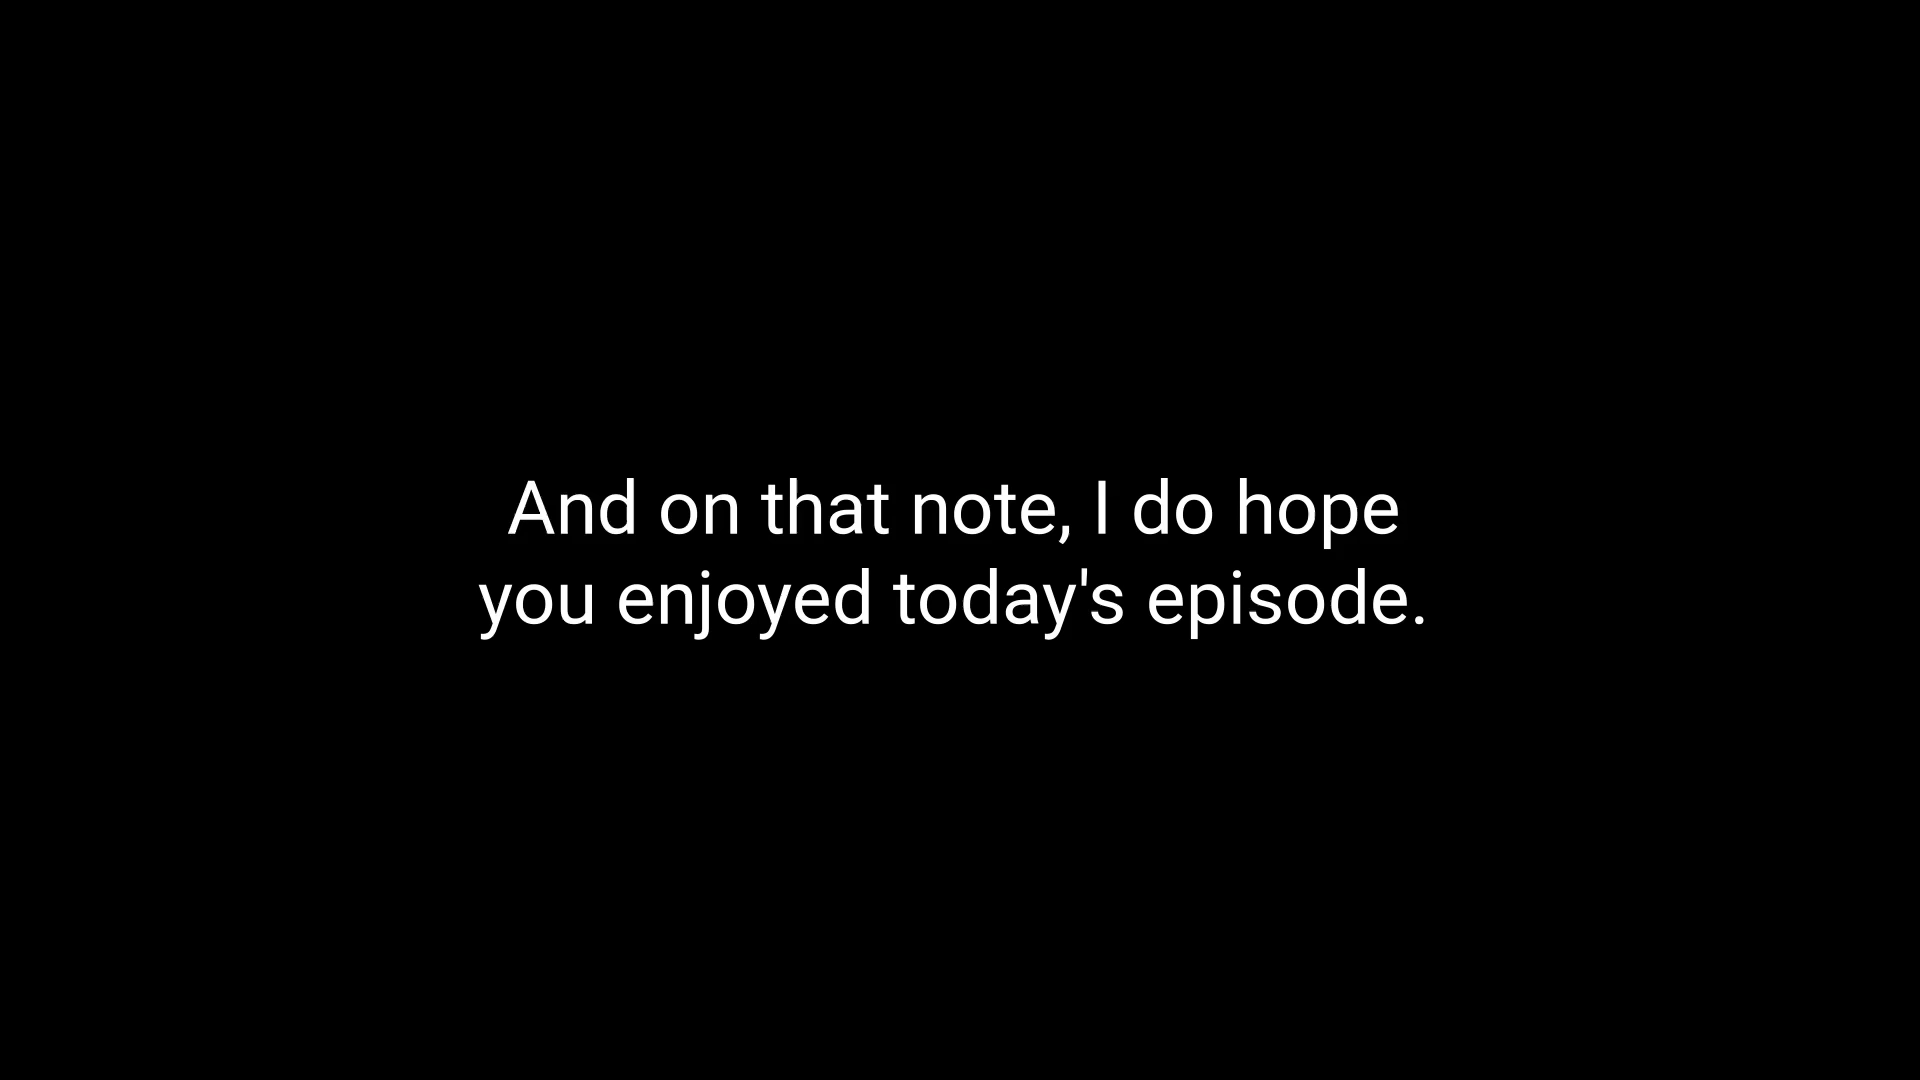 And on that note, I do hope
you enjoyed today's episode.